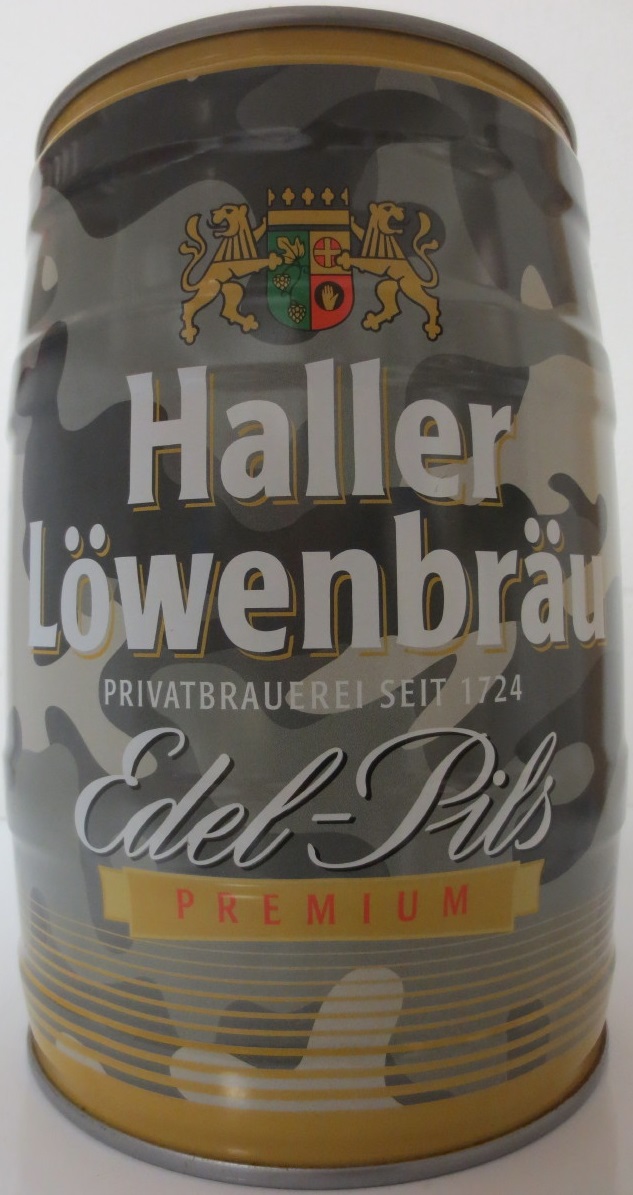 Haller
Löwenbräu
PRIVATBRAUEREI SEIT 1724
Edel-Pils
PREMIUM